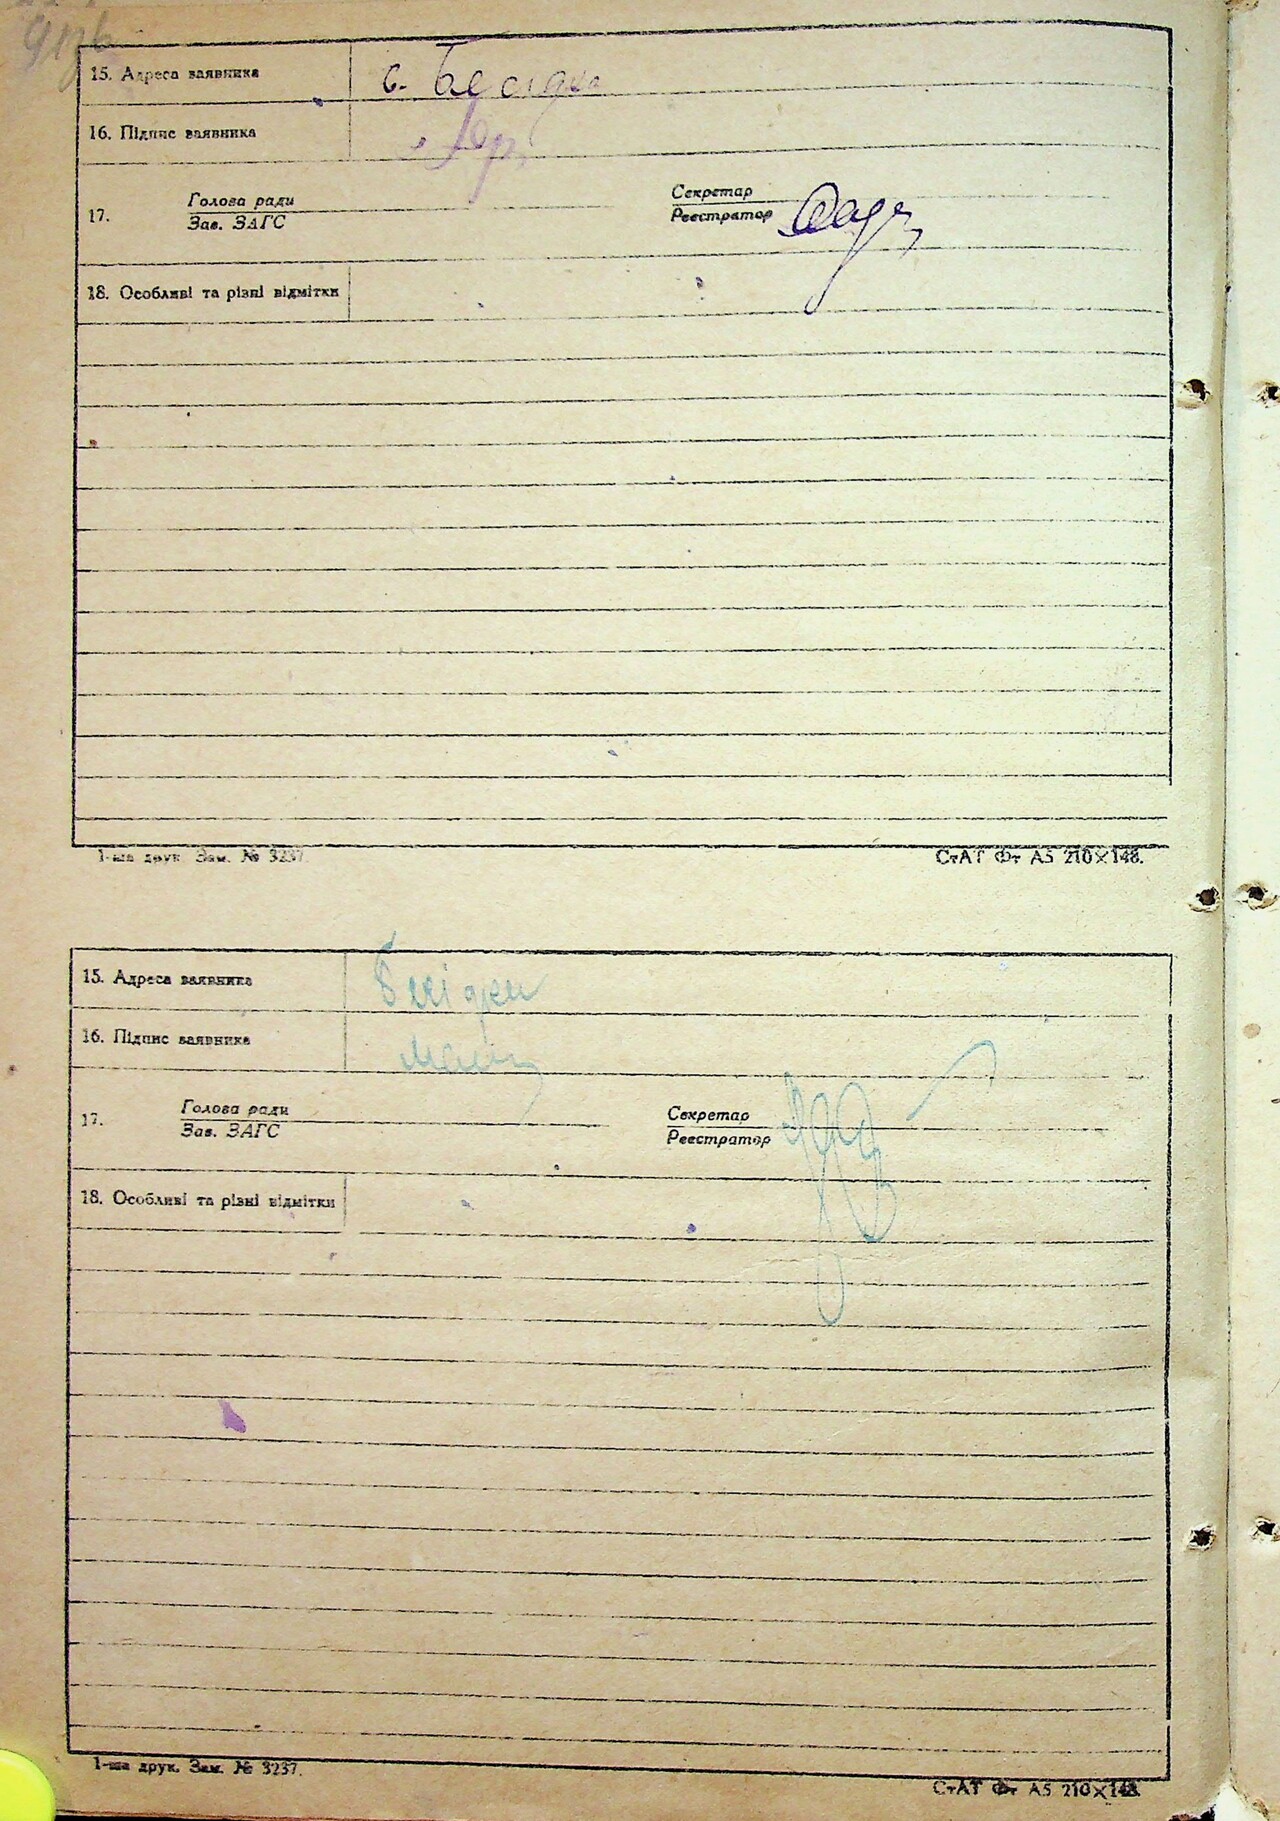 15. Адреса заявника с. Бесідка
16. Підпис заявника
17. Голова ради Секретар
Зав. ЗАГС Реєстратор
18. Особливі та різні відмітки
1-ша друк. Зам. № 3237. СтАТ Фт А5 210×148.
15. Адреса заявника Бесідки
16. Підпис заявника
17. Голова ради Секретар
Зав. ЗАГС Реєстратор
18. Особливі та різні відмітки
1-ша друк. Зам. № 3237. СтАТ Фт А5 210×148.